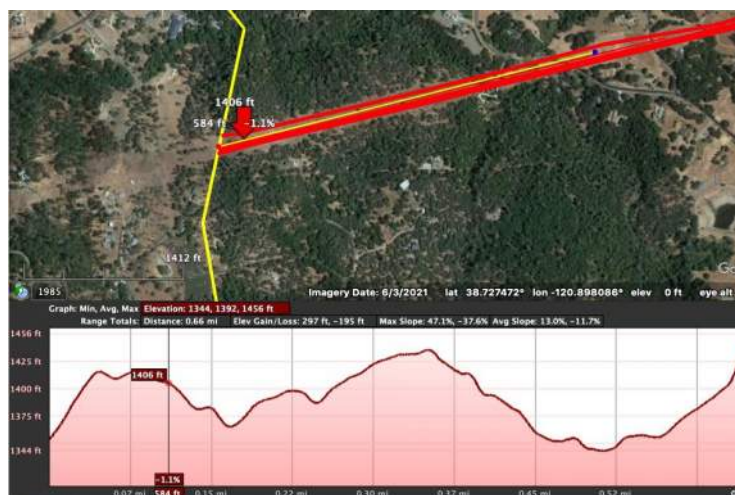 1406 ft
584 ft -1.1%
1412 ft
1985
Imagery Date: 6/3/2021 lat 38.727472° lon -120.898086° elev 0 ft eye alt
Graph: Min, Avg, Max Elevation: 1344, 1392, 1456 ft
Range Totals: Distance: 0.66 mi Elev Gain/Loss: 297 ft, -195 ft Max Slope: 47.1%, -37.6% Avg Slope: 13.0%, -11.7%
1456 ft
1425 ft
1406 ft
1400 ft
1375 ft
1344 ft
-1.1%
0.07 mi 584 ft 0.15 mi 0.22 mi 0.30 mi 0.37 mi 0.45 mi 0.52 mi